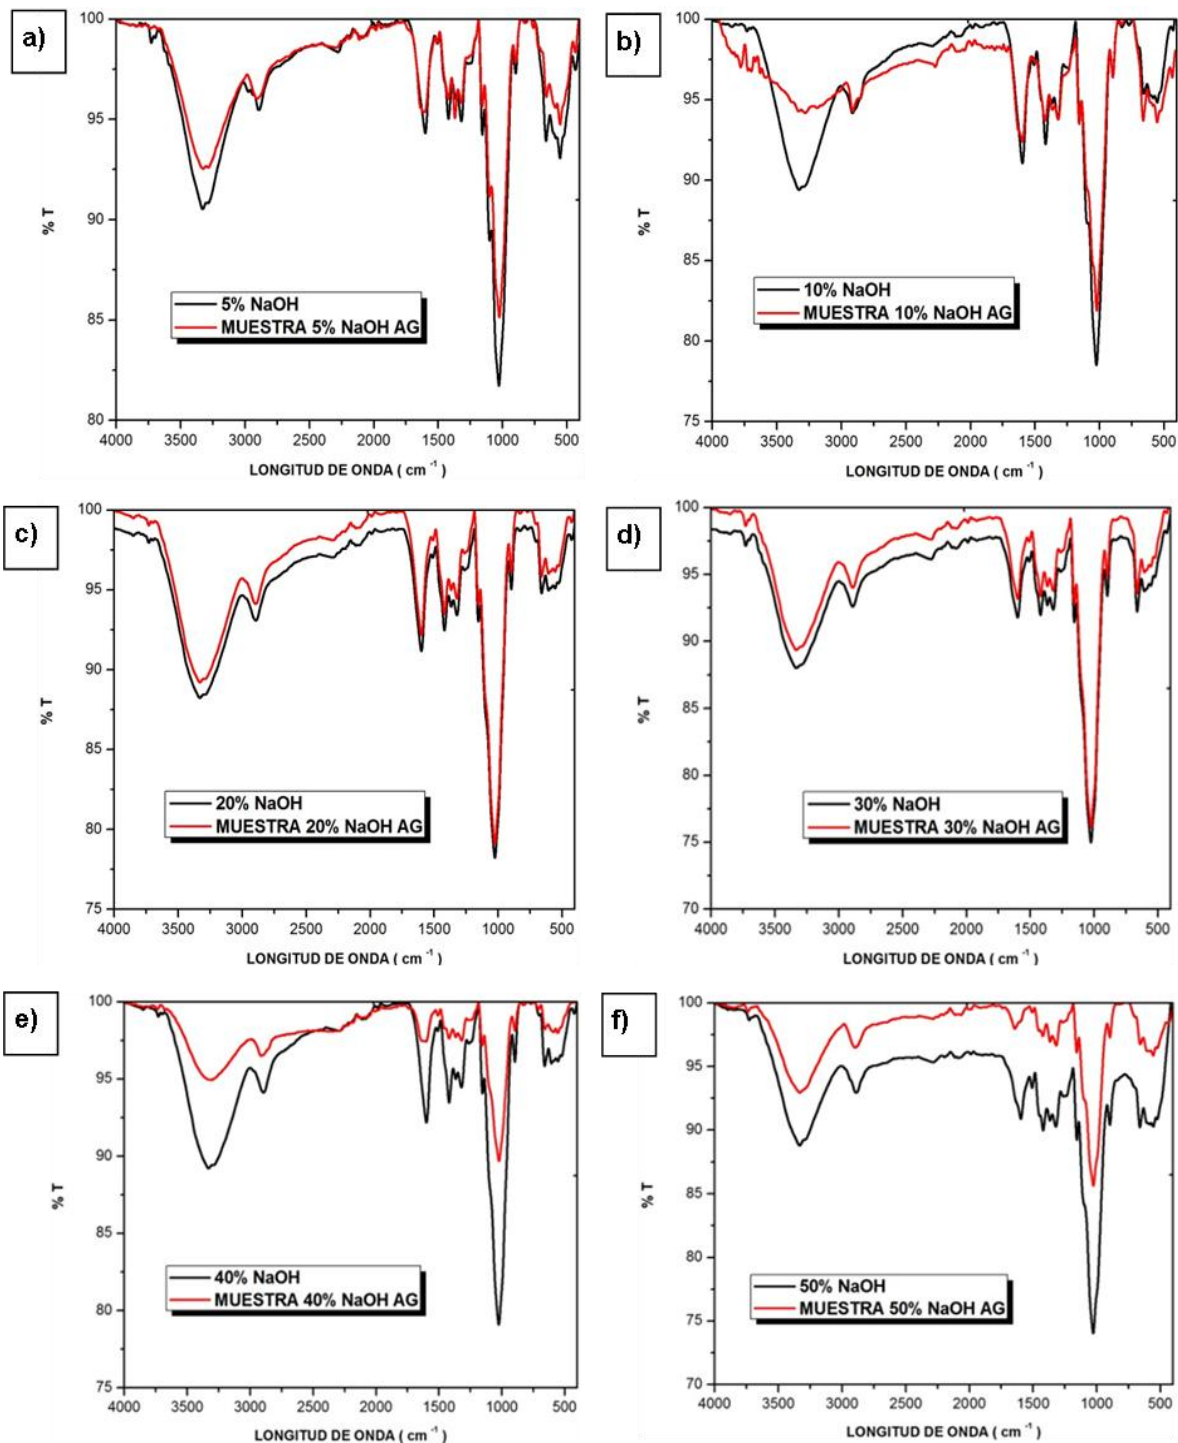 a)
100
95
90
85
80
% T
5% NaOH
MUESTRA 5% NaOH AG
4000 3500 3000 2500 2000 1500 1000 500
LONGITUD DE ONDA ( cm -1 )
b)
100
95
90
85
80
75
% T
10% NaOH
MUESTRA 10% NaOH AG
4000 3500 3000 2500 2000 1500 1000 500
LONGITUD DE ONDA ( cm -1 )
c)
100
95
90
85
80
75
% T
20% NaOH
MUESTRA 20% NaOH AG
4000 3500 3000 2500 2000 1500 1000 500
LONGITUD DE ONDA ( cm -1 )
d)
100
95
90
85
80
75
70
% T
30% NaOH
MUESTRA 30% NaOH AG
4000 3500 3000 2500 2000 1500 1000 500
LONGITUD DE ONDA ( cm -1 )
e)
100
95
90
85
80
75
% T
40% NaOH
MUESTRA 40% NaOH AG
4000 3500 3000 2500 2000 1500 1000 500
LONGITUD DE ONDA ( cm -1 )
f)
100
95
90
85
80
75
70
% T
50% NaOH
MUESTRA 50% NaOH AG
4000 3500 3000 2500 2000 1500 1000 500
LONGITUD DE ONDA ( cm -1 )